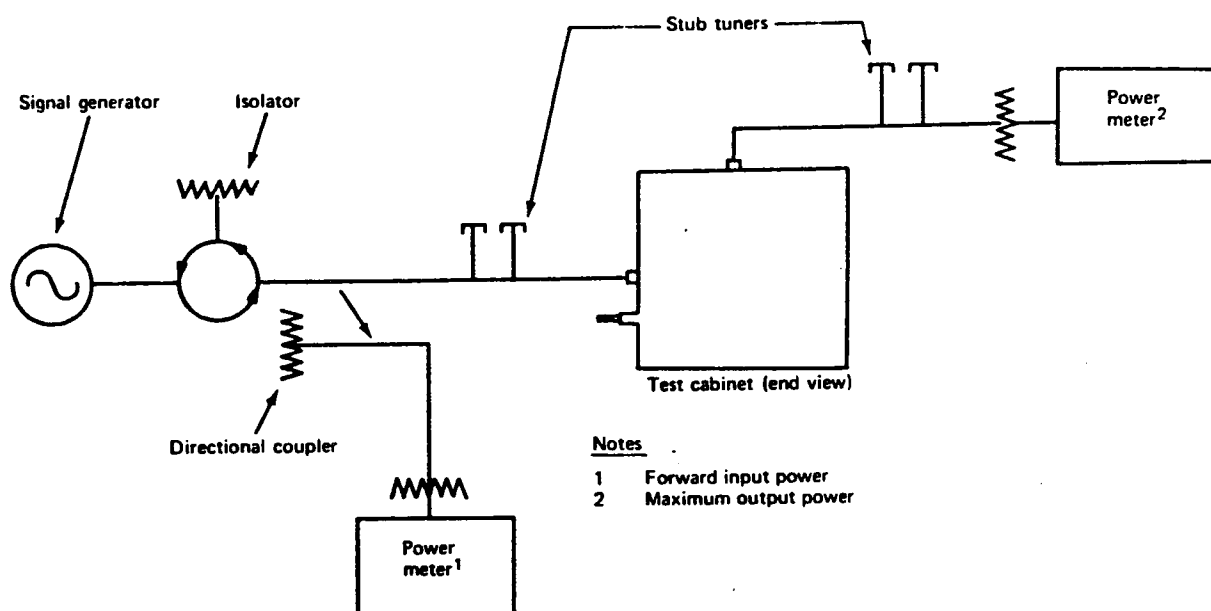 Stub tuners
Signal generator
Isolator
Power
meter²
Test cabinet (end view)
Directional coupler
Notes
1 Forward input power
2 Maximum output power
Power
meter¹